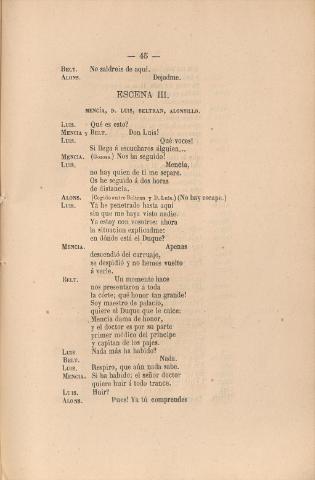 — 45 —
BELT. No saldreis de aquí.
ALONS. Dejadme.
ESCENA III.
MENCÍA, D. LUIS, BELTRAN, ALONSILLO.
LUIS. Qué es esto?
MENCIA y BELT. Don Luis!
LUIS. Qué voces!
Si llega á escucharos alguien...
MENCIA. (Gozosa.) Nos ha seguido!
LUIS. Mencía,
no hay quien de tí me separe.
Os he seguido á dos horas
de distancia.
ALONS. (Cogido entre Beltran y D. Luis.) (No hay escape.)
LUIS. Ya he penetrado hasta aquí
sin que me haya visto nadie.
Ya estoy con vosotros: ahora
la situacion explicadme:
en dónde está el Duque?
MENCIA. Apenas
descendió del carruaje,
se despidió y no hemos vuelto
á verle.
BELT. Un momento hace
nos presentaron á toda
la córte; qué honor tan grande!
Soy maestro de palacio,
quiere el Duque que le calce:
Mencía dama de honor,
y el doctor es por su parte
primer médico del príncipe
y capitan de los pajes.
LUIS Nada más ha habido?
BELT. Nada.
LUIS. Respiro, que aún nada sabe.
MENCIA. Si ha habido; el señor doctor
quiere huir á todo trance.
LUIS. Huir?
ALONS. Pues! Ya tú comprendes